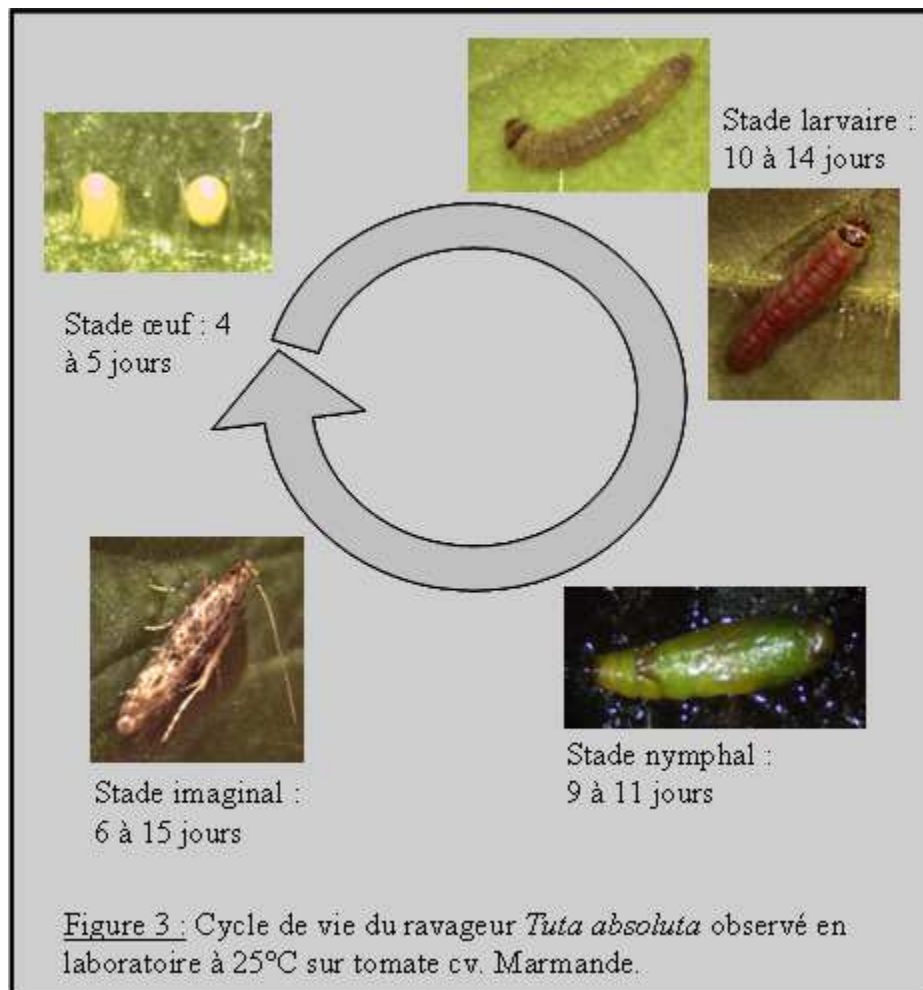 Stade larvaire :
10 à 14 jours
Stade œuf : 4
à 5 jours
Stade nymphal :
9 à 11 jours
Stade imaginal :
6 à 15 jours
Figure 3 : Cycle de vie du ravageur Tuta absoluta observé en
laboratoire à 25°C sur tomate cv. Marmande.